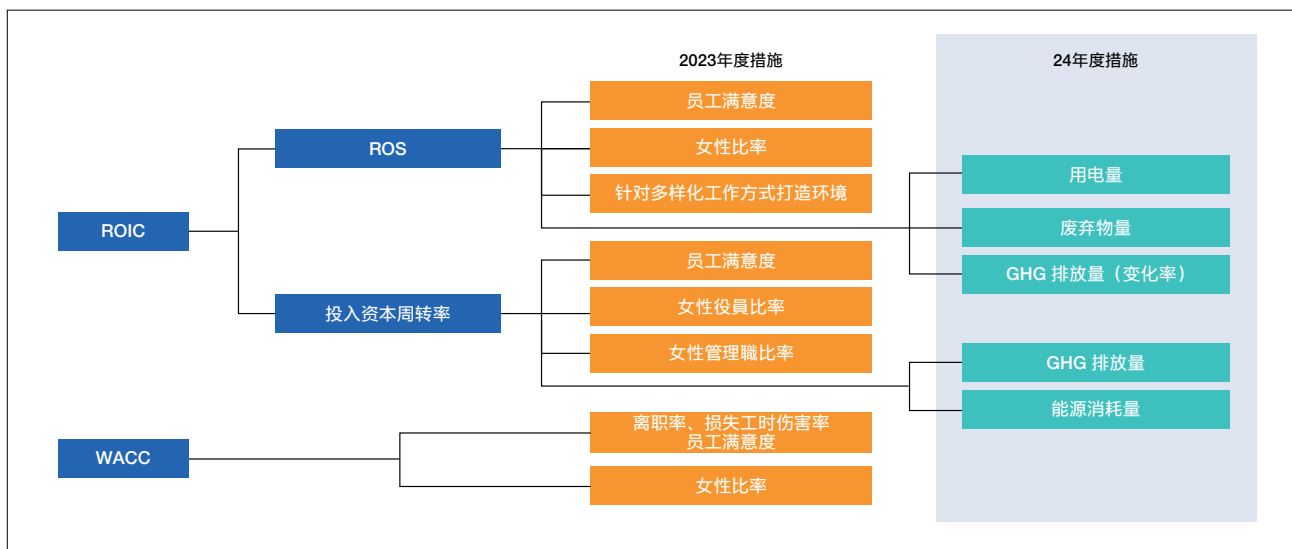 2023年度措施
24年度措施
ROIC
ROS
员工满意度
女性比率
针对多样化工作方式打造环境
用电量
废弃物量
GHG 排放量（变化率）
投入资本周转率
员工满意度
女性役員比率
女性管理職比率
GHG 排放量
能源消耗量
WACC
离职率、损失工时伤害率
员工满意度
女性比率